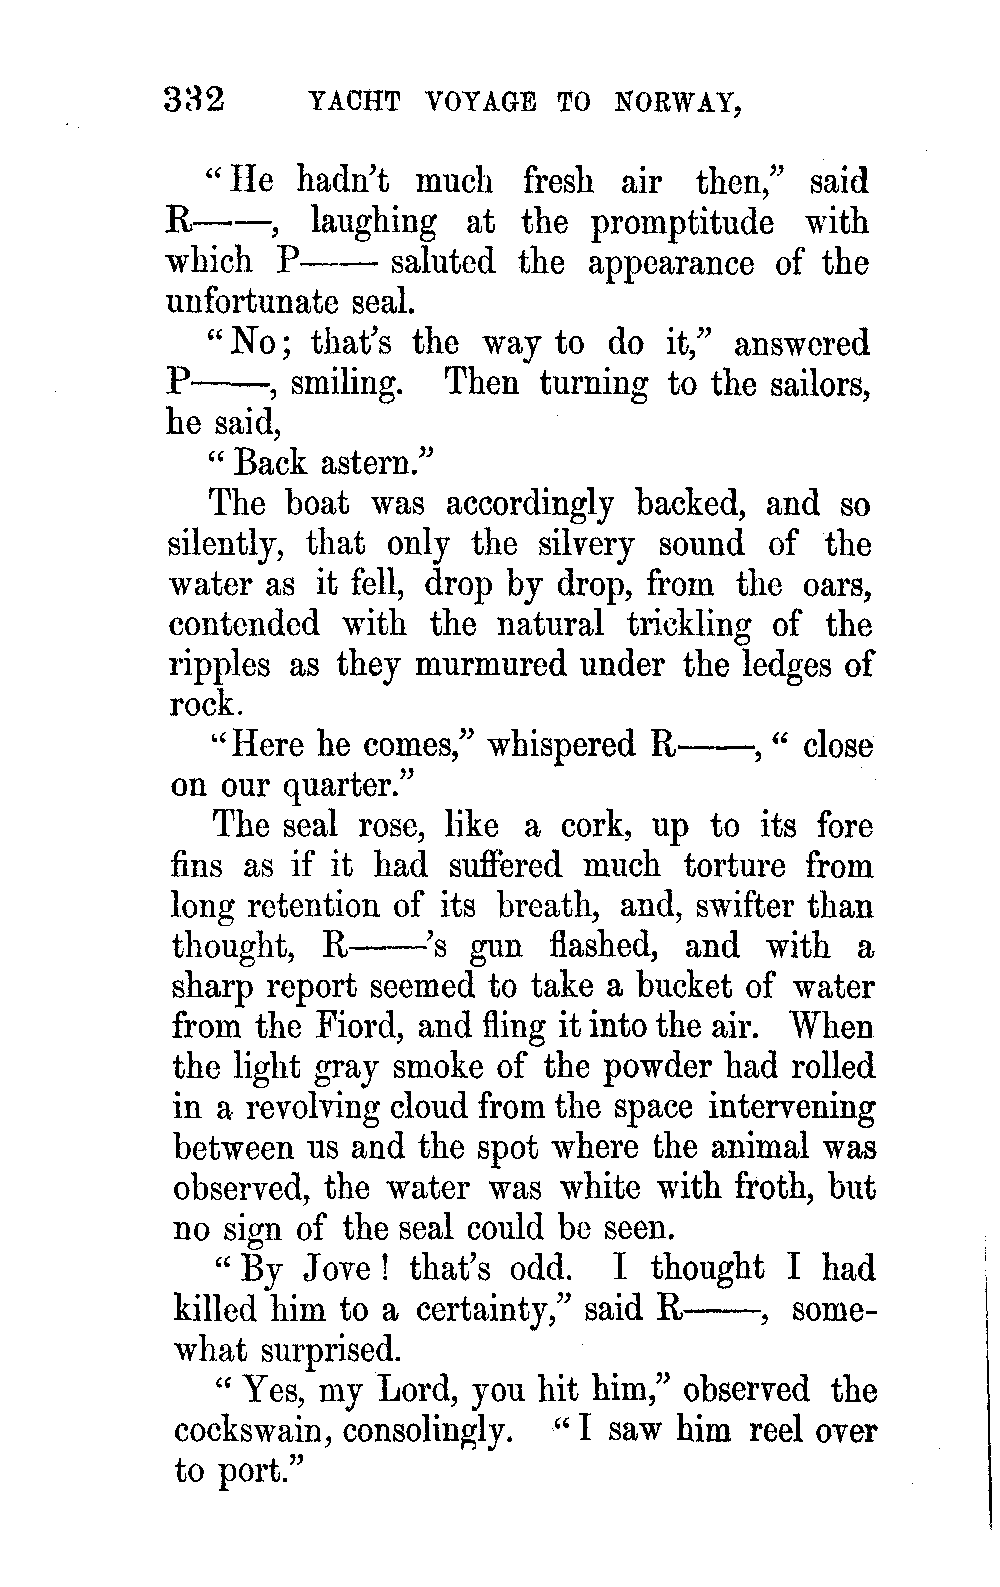 332 YACHT VOYAGE TO NORWAY,
“He hadn’t much fresh air then,” said
R——, laughing at the promptitude with
which P—— saluted the appearance of the
unfortunate seal.
“No; that’s the way to do it,” answered
P——, smiling. Then turning to the sailors,
he said,
“Back astern.”
The boat was accordingly backed, and so
silently, that only the silvery sound of the
water as it fell, drop by drop, from the oars,
contended with the natural trickling of the
ripples as they murmured under the ledges of
rock.
“Here he comes,” whispered R——, “ close
on our quarter.”
The seal rose, like a cork, up to its fore
fins as if it had suffered much torture from
long retention of its breath, and, swifter than
thought, R——’s gun flashed, and with a
sharp report seemed to take a bucket of water
from the Fiord, and fling it into the air. When
the light gray smoke of the powder had rolled
in a revolving cloud from the space intervening
between us and the spot where the animal was
observed, the water was white with froth, but
no sign of the seal could be seen.
“By Jove! that’s odd. I thought I had
killed him to a certainty,” said R——, some-
what surprised.
“Yes, my Lord, you hit him,” observed the
cockswain, consolingly. “I saw him reel over
to port.”